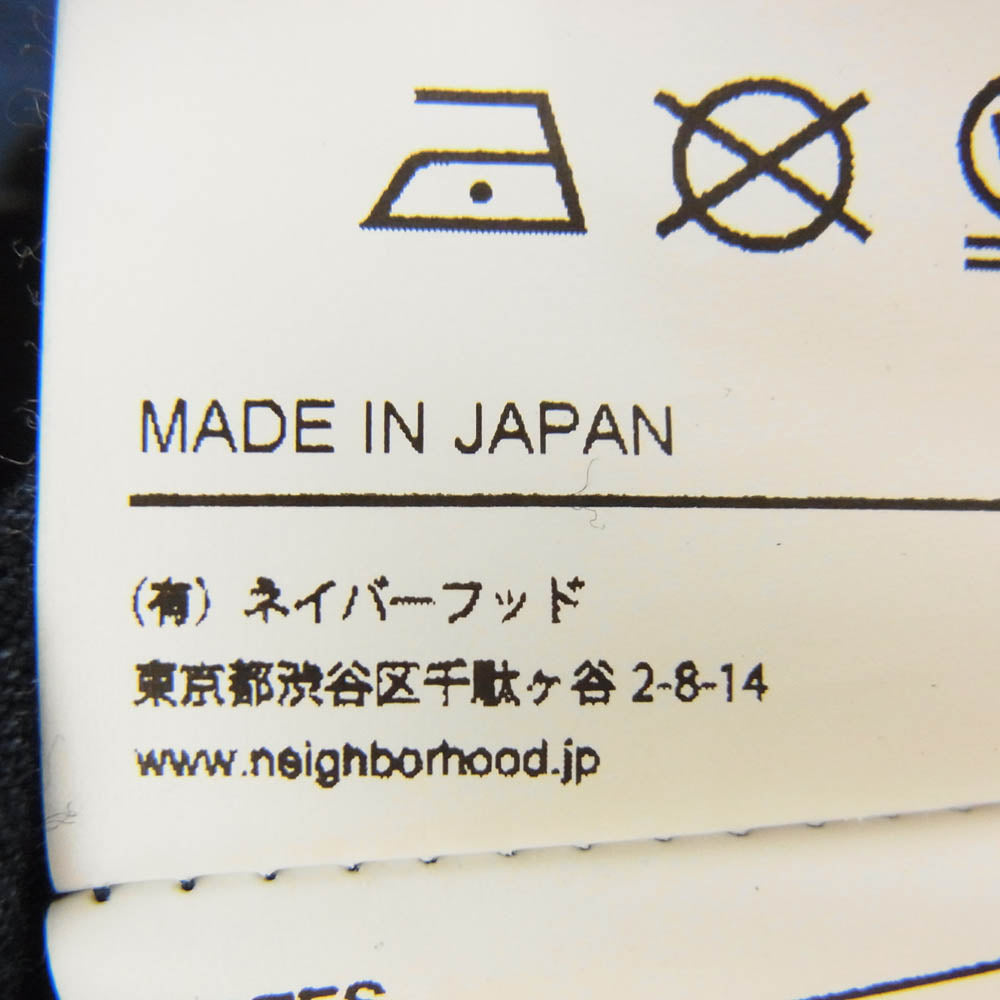 MADE IN JAPAN
(有) ネイバーフッド
東京都渋谷区千駄ヶ谷 2-8-14
www.neighborhood.jp